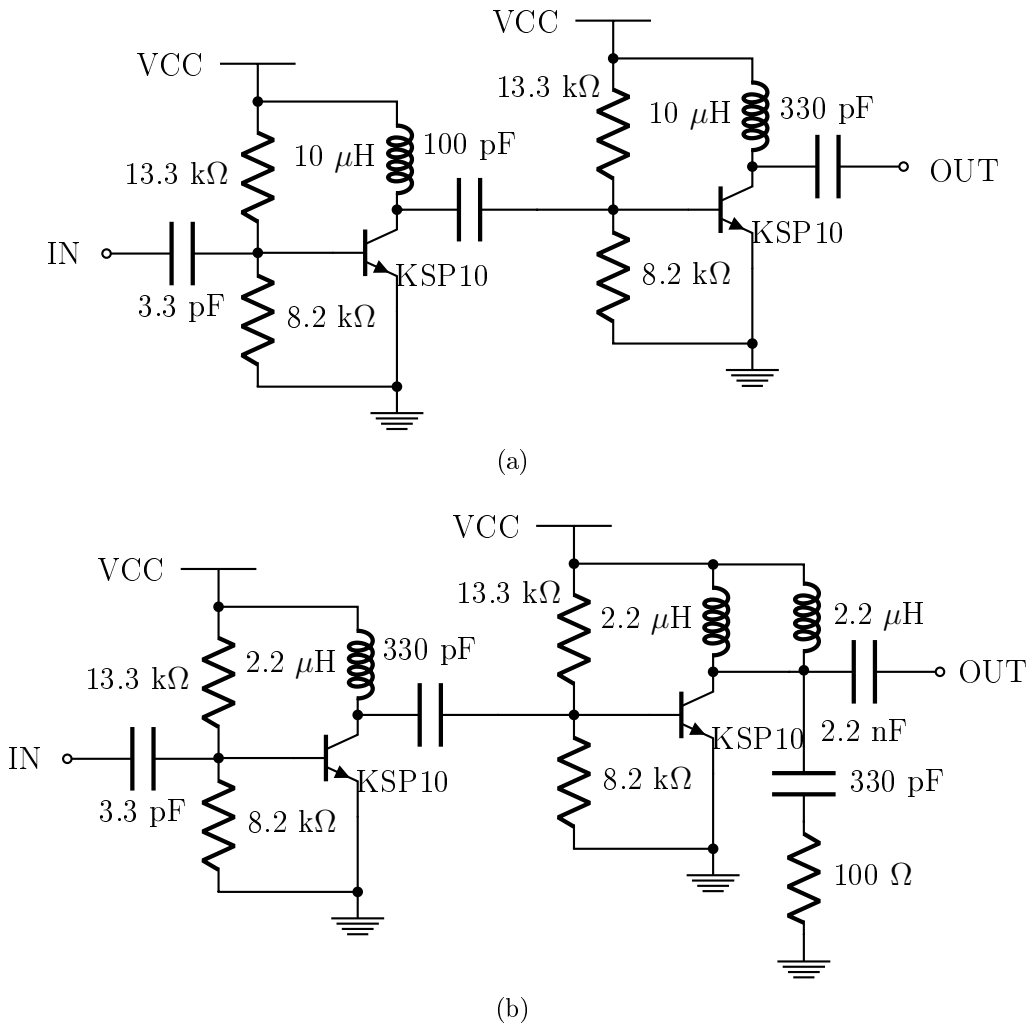 VCC
VCC
13.3 kΩ
10 μH
330 pF
10 μH
100 pF
13.3 kΩ
OUT
KSP10
IN
KSP10
8.2 kΩ
3.3 pF
8.2 kΩ
(a)
VCC
VCC
13.3 kΩ
2.2 μH
2.2 μH
2.2 μH
330 pF
13.3 kΩ
OUT
KSP10
2.2 nF
IN
KSP10
8.2 kΩ
330 pF
3.3 pF
8.2 kΩ
100 Ω
(b)